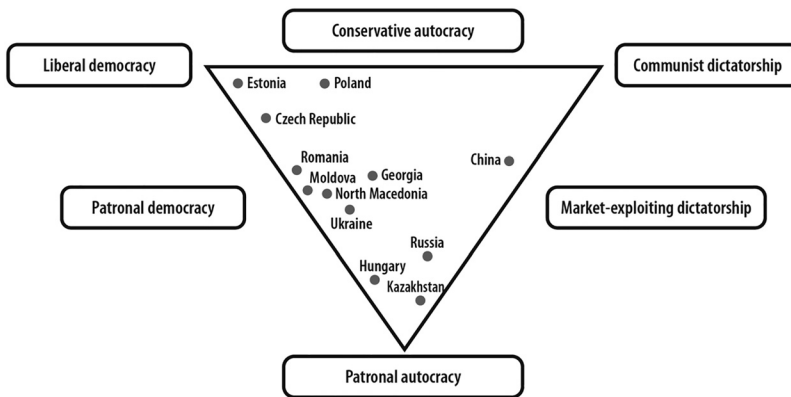 Conservative autocracy
Liberal democracy
Communist dictatorship
Estonia
Poland
Czech Republic
Romania
Georgia
China
Moldova
North Macedonia
Patronal democracy
Market-exploiting dictatorship
Ukraine
Russia
Hungary
Kazakhstan
Patronal autocracy